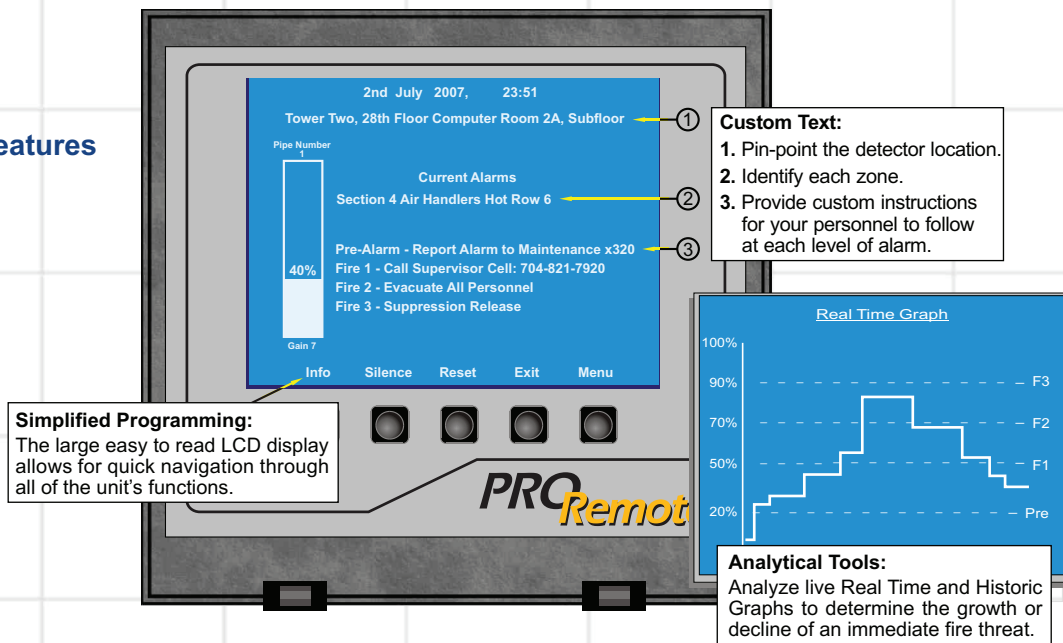 eatures
2nd July 2007, 23:51
Tower Two, 28th Floor Computer Room 2A, Subfloor
1
Pipe Number
1
Current Alarms
Section 4 Air Handlers Hot Row 6
2
Pre-Alarm - Report Alarm to Maintenance x320
3
Fire 1 - Call Supervisor Cell: 704-821-7920
Fire 2 - Evacuate All Personnel
Fire 3 - Suppression Release
40%
Gain 7
Info Silence Reset Exit Menu
Custom Text:
1. Pin-point the detector location.
2. Identify each zone.
3. Provide custom instructions
for your personnel to follow
at each level of alarm.
Simplified Programming:
The large easy to read LCD display
allows for quick navigation through
all of the unit's functions.
PRO
Remote
Real Time Graph
100%
90% F3
70% F2
50% F1
20% Pre
Analytical Tools:
Analyze live Real Time and Historic
Graphs to determine the growth or
decline of an immediate fire threat.